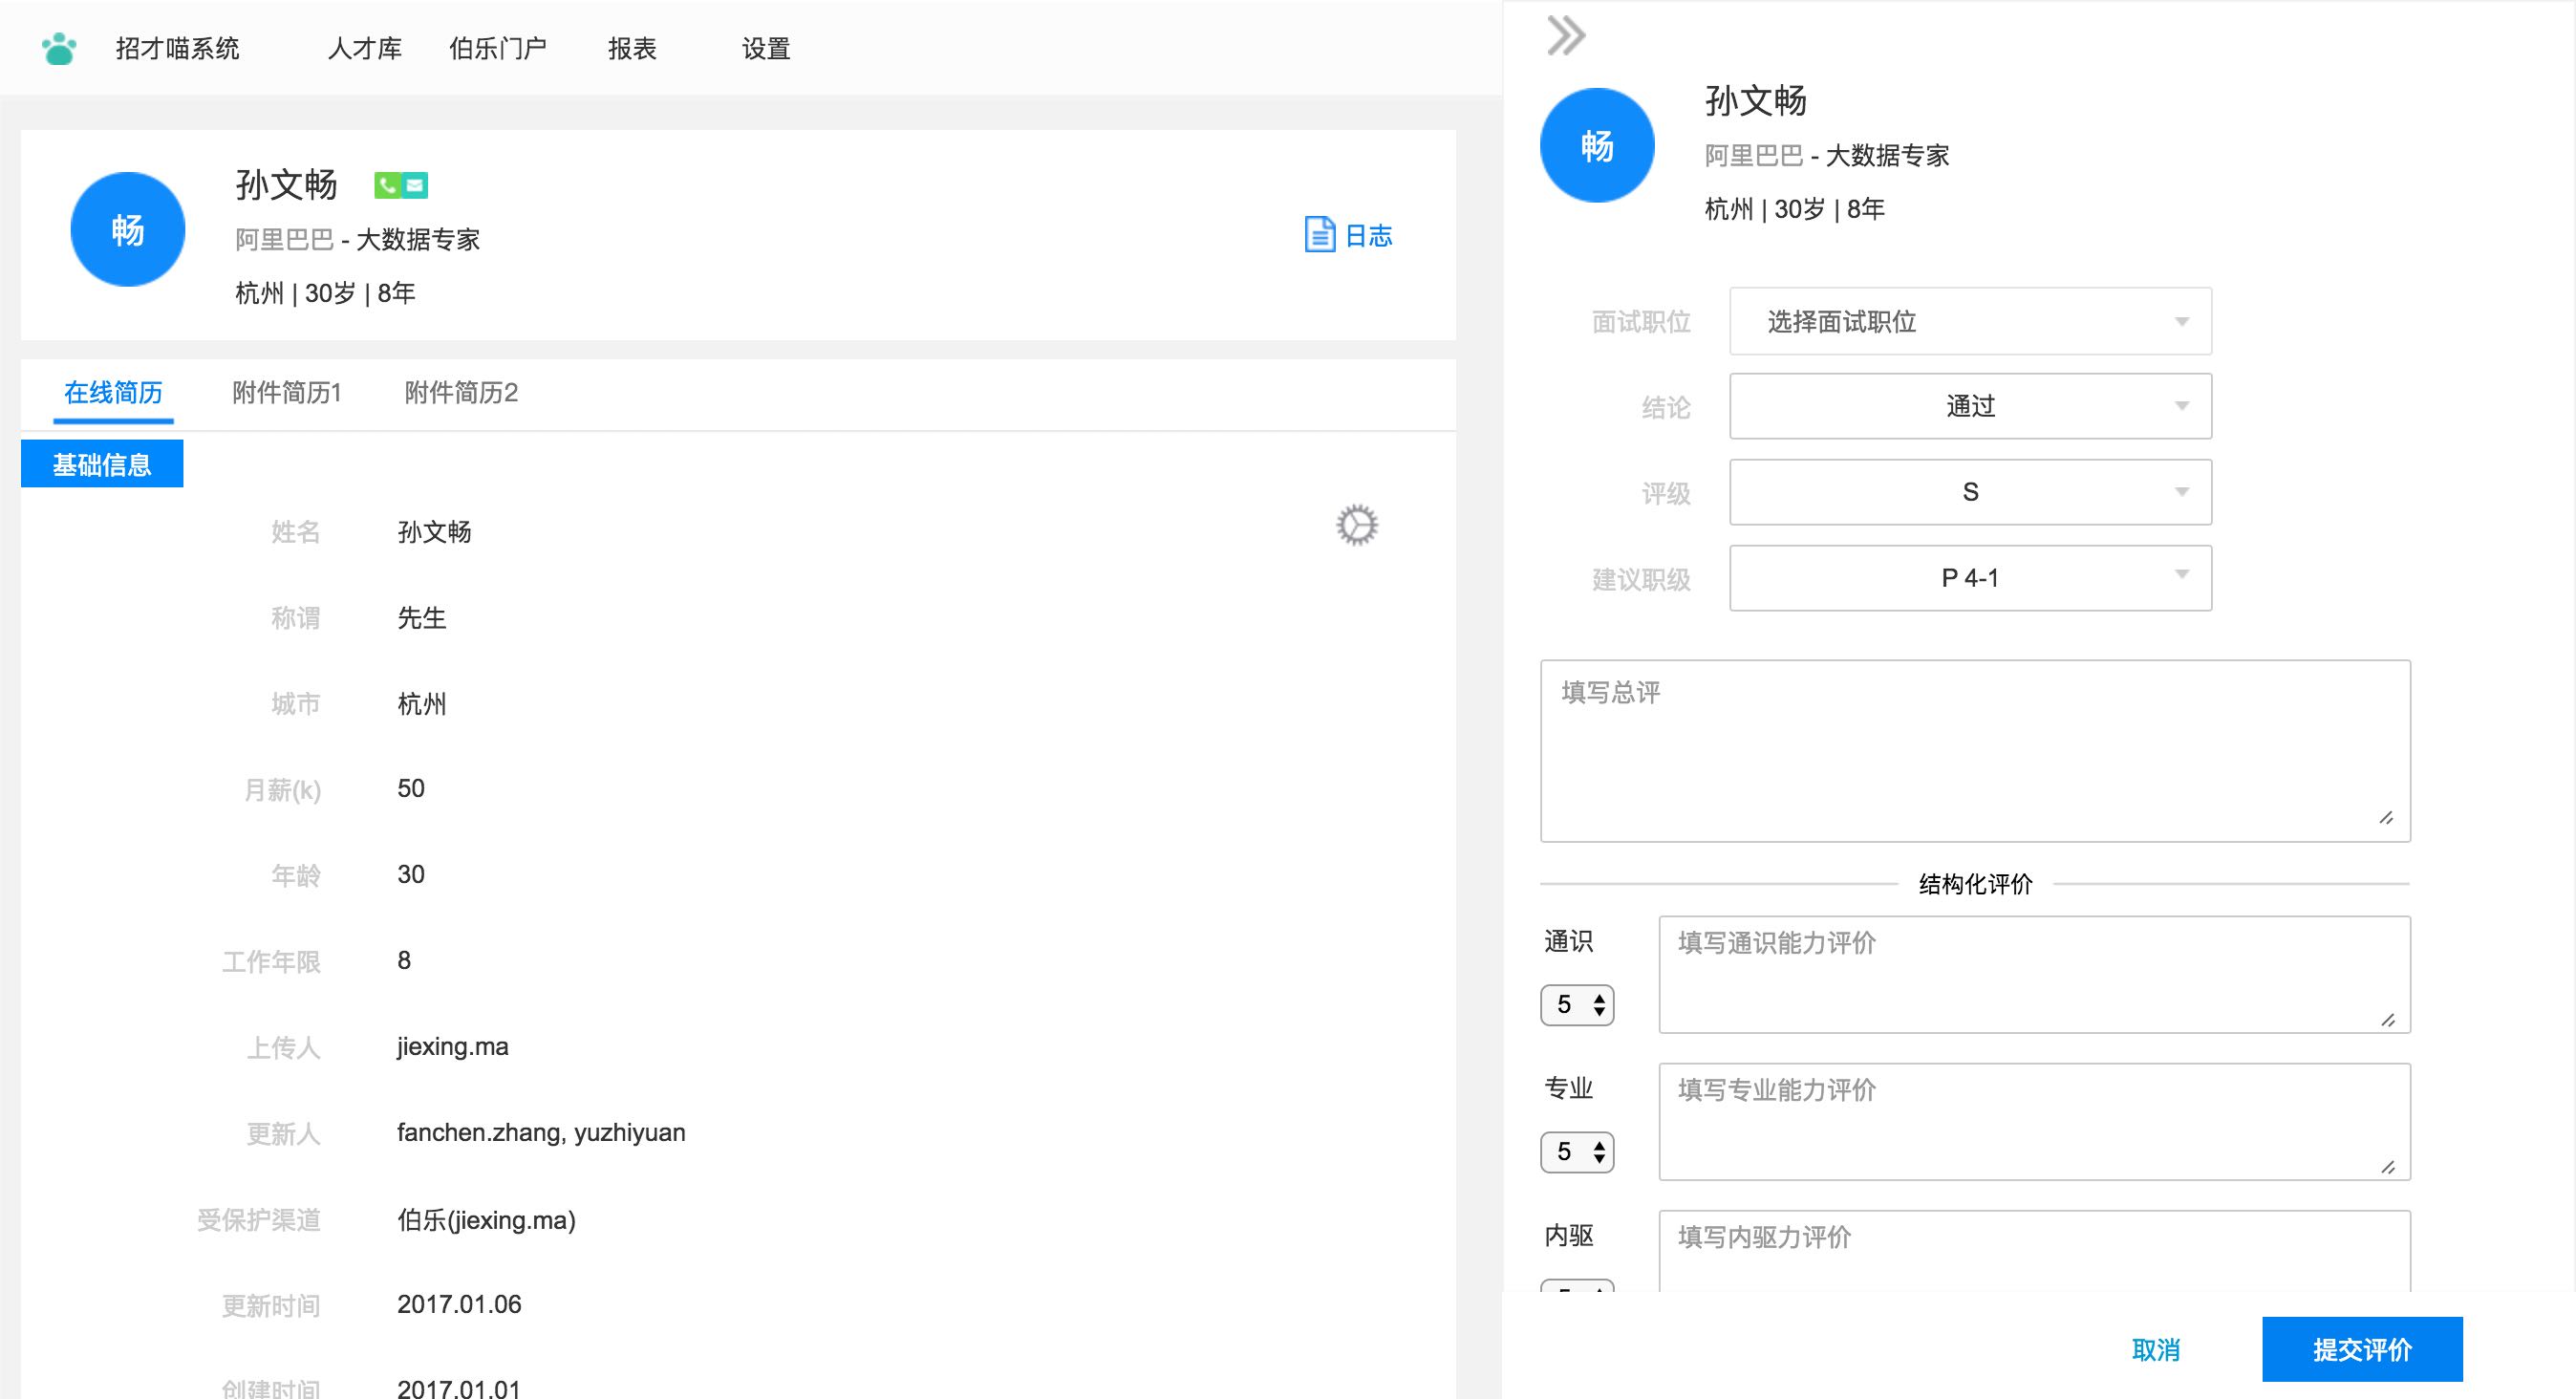 招才喵系统 人才库 伯乐门户 报表 设置
畅
孙文畅
阿里巴巴 - 大数据专家
杭州 | 30岁 | 8年
日志
在线简历 附件简历1 附件简历2
基础信息
姓名 孙文畅
称谓 先生
城市 杭州
月薪(k) 50
年龄 30
工作年限 8
上传人 jiexing.ma
更新人 fanchen.zhang, yuzhiyuan
受保护渠道 伯乐(jiexing.ma)
更新时间 2017.01.06
创建时间 2017.01.01
畅
孙文畅
阿里巴巴 - 大数据专家
杭州 | 30岁 | 8年
面试职位 选择面试职位
结论 通过
评级 S
建议职级 P 4-1
填写总评
结构化评价
通识 填写通识能力评价
5
专业 填写专业能力评价
5
内驱 填写内驱力评价
取消 提交评价